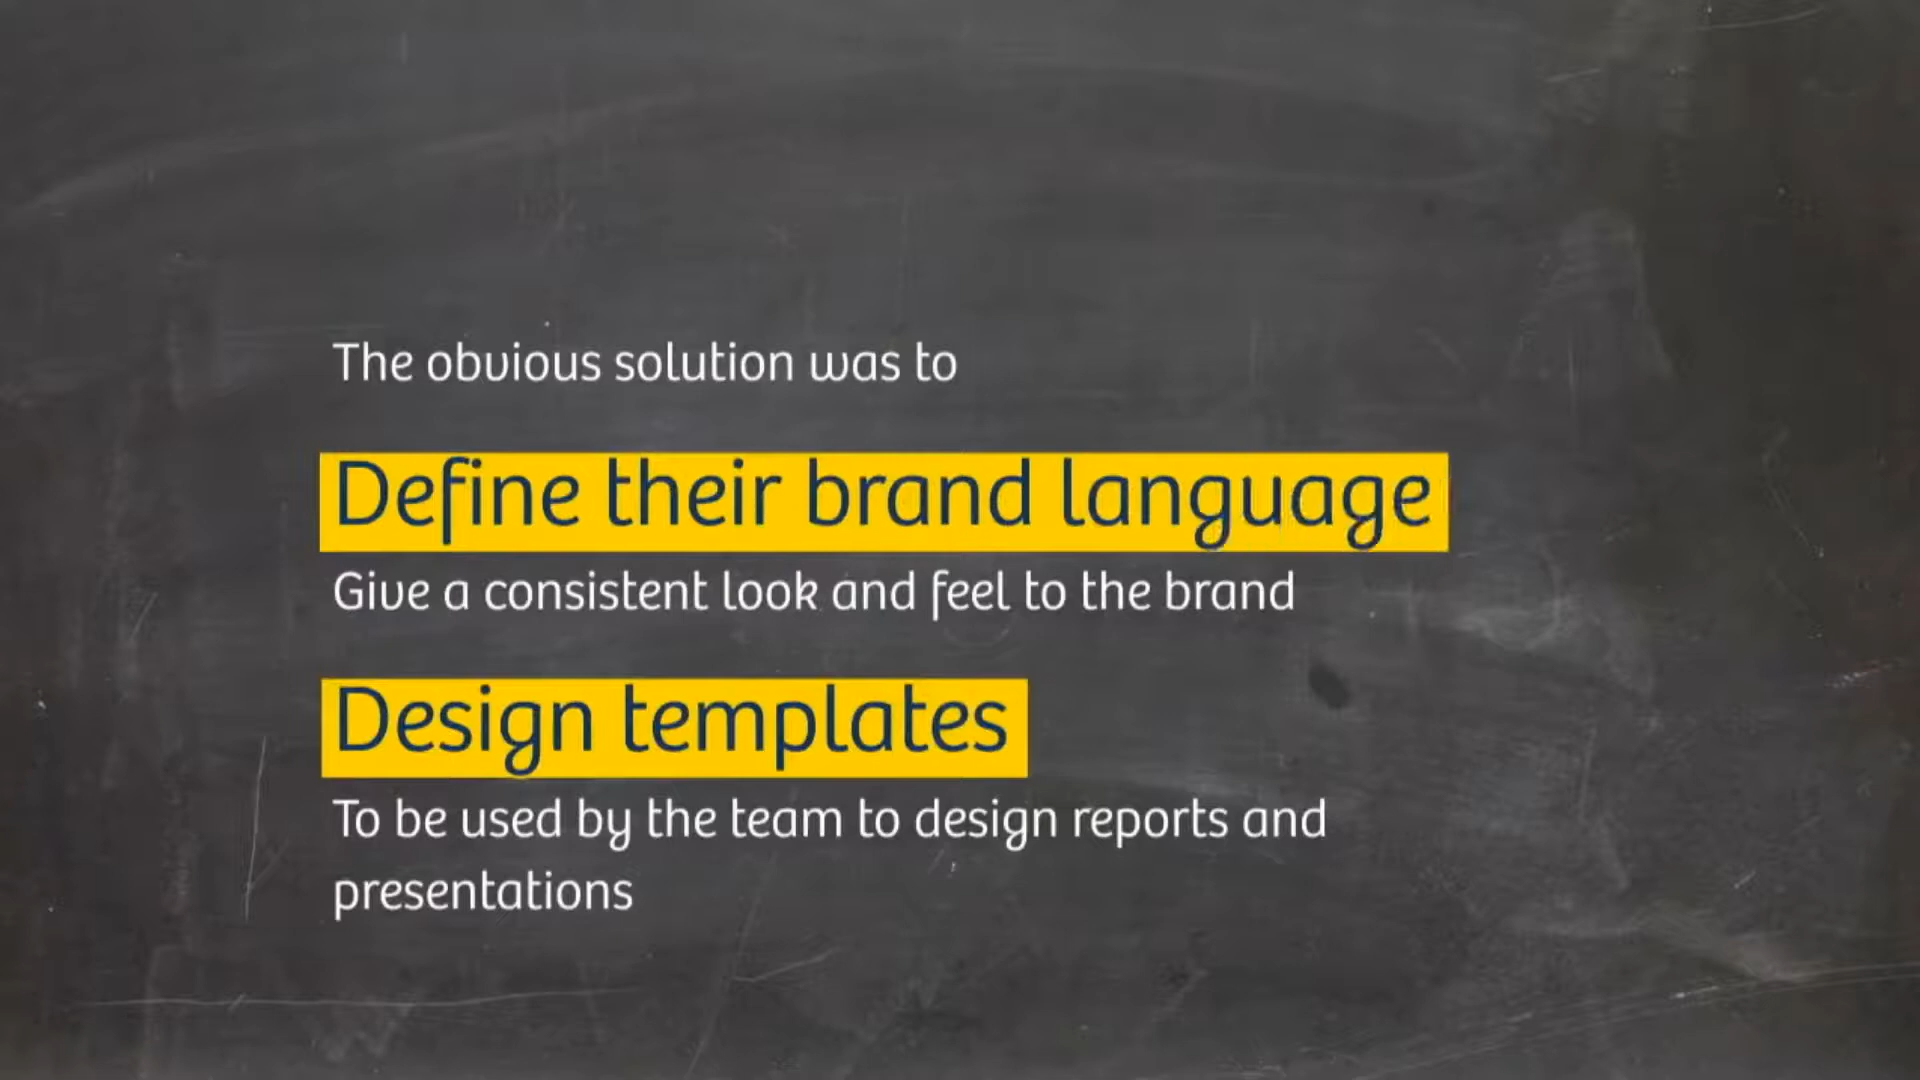 The obvious solution was to
Define their brand language
Give a consistent look and feel to the brand
Design templates
To be used by the team to design reports and
presentations